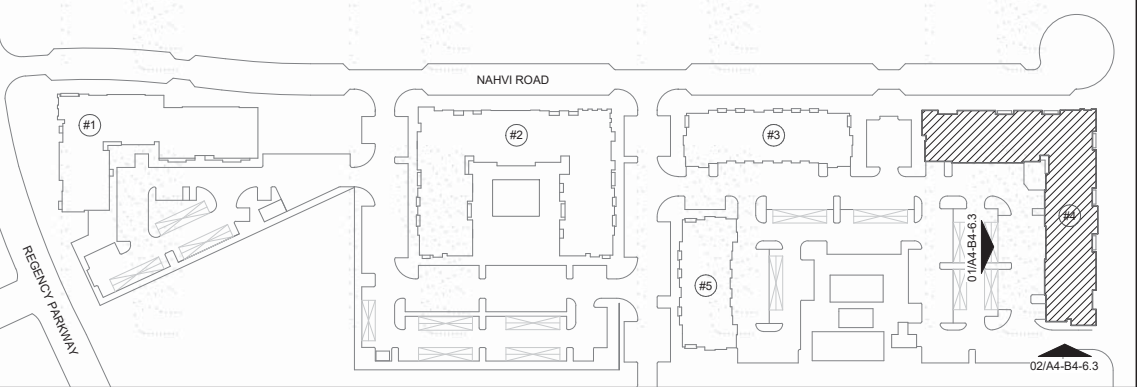 NAHVI ROAD
#1
#2
#3
#4
#5
REGENCY PARKWAY
01/A4-B4-6.3
02/A4-B4-6.3